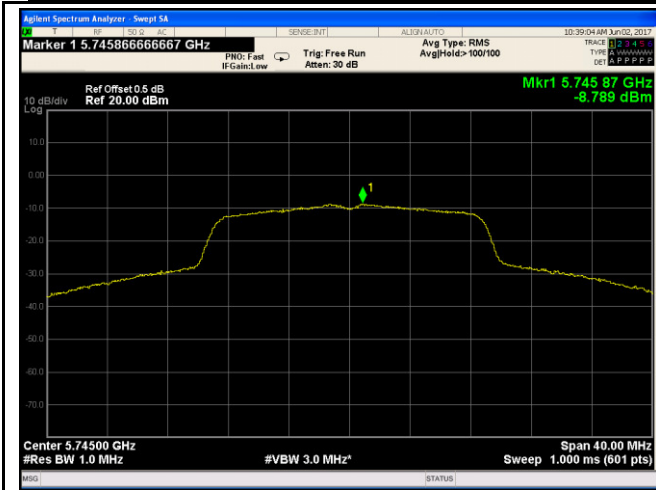 Agilent Spectrum Analyzer - Swept SA
T RF 50 Ω AC SENSE:INT ALIGNAUTO 10:39:04 AM Jun 02, 2017
Marker 1 5.745866666667 GHz
PNO: Fast Trig: Free Run Avg Type: RMS TRACE 1 2 3 4 5 6
IFGain:Low Atten: 30 dB Avg|Hold:>100/100 TYPE A WWWWW
DET A P P P P P
Mkr1 5.745 87 GHz
-8.789 dBm
Ref Offset 0.5 dB
10 dB/div Ref 20.00 dBm
Log
10.0
0.00
1
-10.0
-20.0
-30.0
-40.0
-50.0
-60.0
-70.0
Center 5.74500 GHz Span 40.00 MHz
#Res BW 1.0 MHz #VBW 3.0 MHz* Sweep 1.000 ms (601 pts)
MSG STATUS